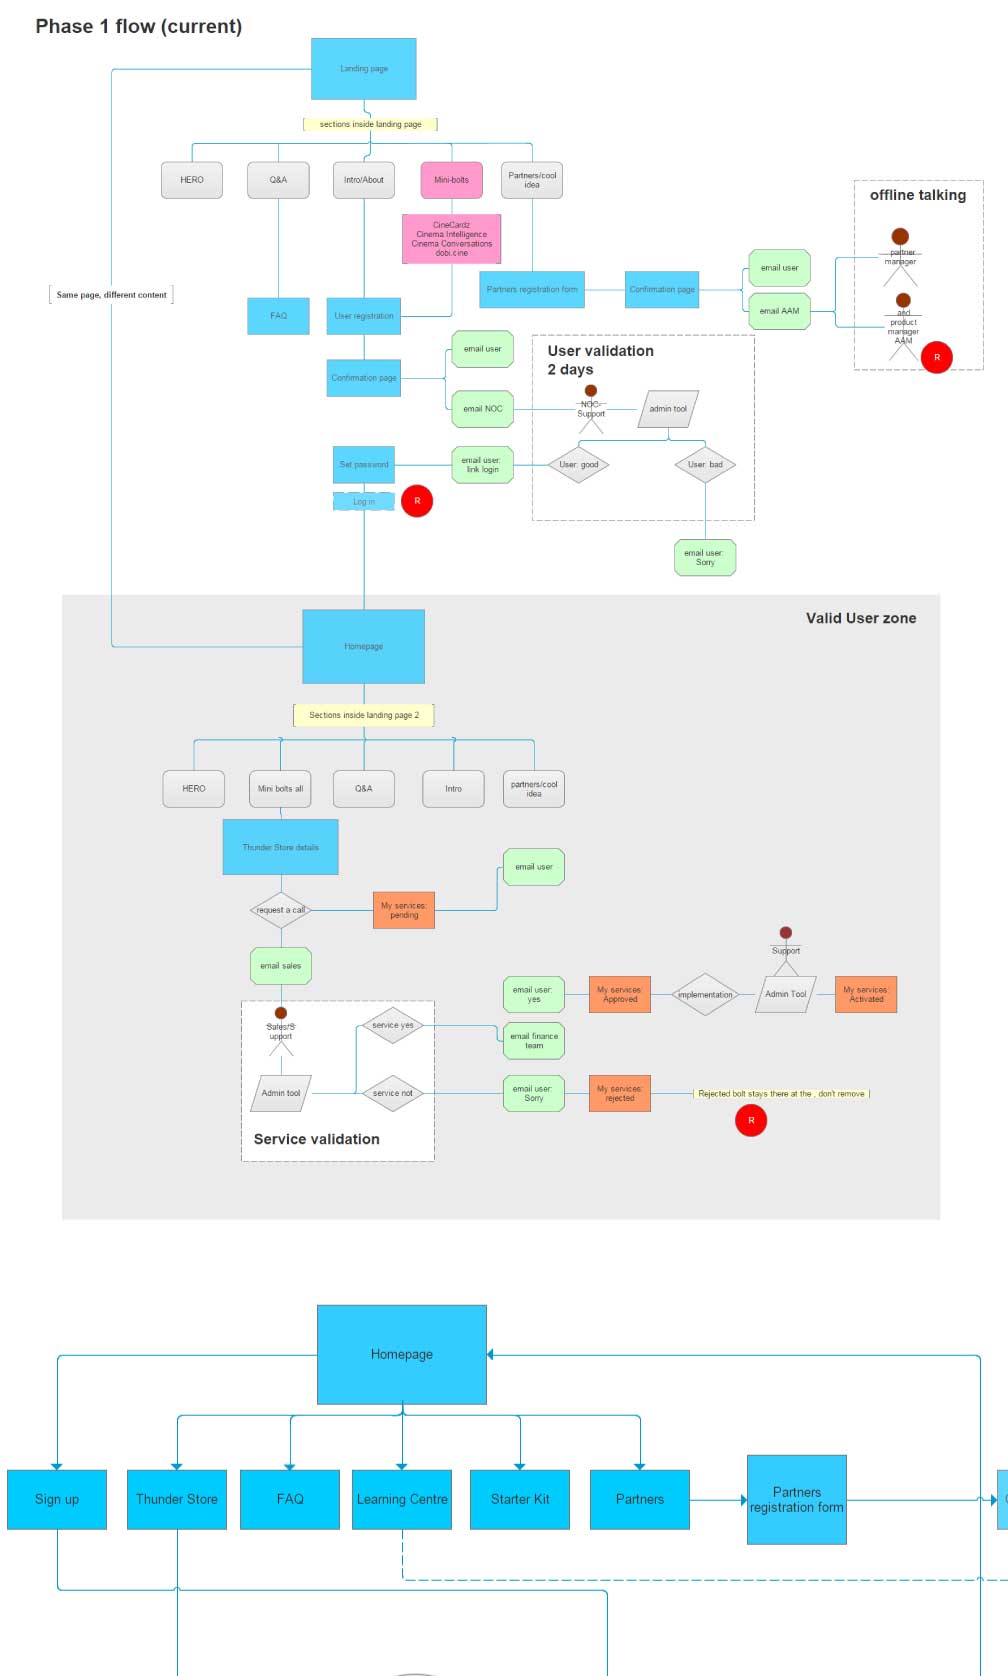 Phase 1 flow (current)
Landing page
sections inside landing page
HERO
Q&A
Intro/About
Mini-bolts
Partners/cool
idea
offline talking
partner
manager
CineCardz
Cinema Intelligence
Cinema Conversations
dobi.cine
email user
Same page, different content
Partners registration form
Confirmation page
email AAM
and
product
manager
AAM
R
FAQ
User registration
email user
User validation
2 days
Confirmation page
email NOC
NOC-
Support
admin tool
Set password
email user:
link login
User: good
User: bad
Log in
R
email user:
Sorry
Valid User zone
Homepage
Sections inside landing page 2
HERO
Mini bolts all
Q&A
Intro
partners/cool
idea
Thunder Store details
email user
request a call
My services:
pending
email sales
Support
email user:
yes
My services:
Approved
implementation
Admin Tool
My services:
Activated
Sales/S
upport
service yes
email finance
team
Admin tool
service not
email user:
Sorry
My services:
rejected
Rejected bolt stays there at the , don't remove
R
Service validation
Homepage
Sign up
Thunder Store
FAQ
Learning Centre
Starter Kit
Partners
Partners
registration form